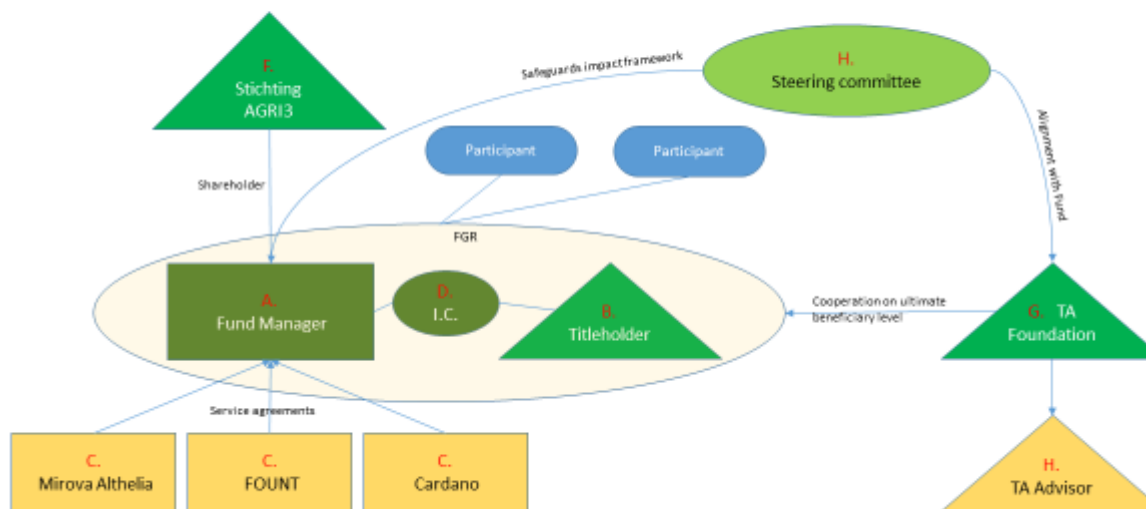 F.
Stichting
AGRI3
Safeguards impact framework
H.
Steering committee
Participant
Participant
Alignment with Fund
Shareholder
FGR
A.
Fund Manager
D.
I.C.
B.
Titleholder
Cooperation on ultimate
beneficiary level
G. TA
Foundation
Service agreements
C.
Mirova Althelia
C.
FOUNT
C.
Cardano
H.
TA Advisor